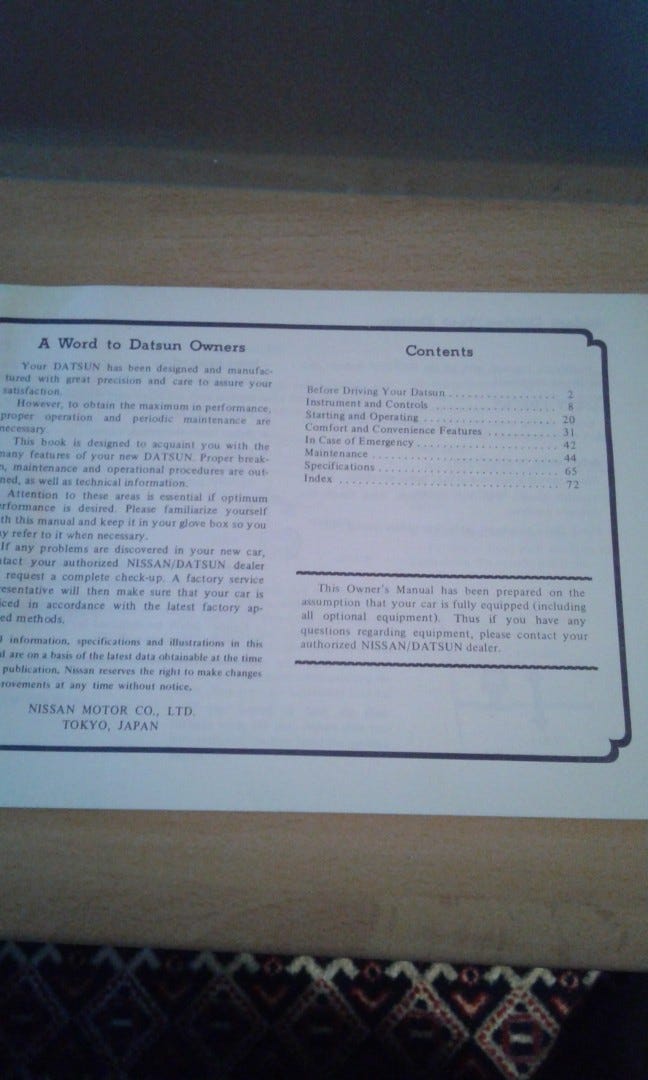 A Word to Datsun Owners
Your DATSUN has been designed and manufac-
tured with great precision and care to assure your
satisfaction.
However, to obtain the maximum in performance,
proper operation and periodic maintenance are
necessary.
This book is designed to acquaint you with the
many features of your new DATSUN. Proper break-
n, maintenance and operational procedures are out-
ned, as well as technical information.
Attention to these areas is essential if optimum
erformance is desired. Please familiarize yourself
th this manual and keep it in your glove box so you
y refer to it when necessary.
If any problems are discovered in your new car,
ntact your authorized NISSAN/DATSUN dealer
request a complete check-up. A factory service
resentative will then make sure that your car is
iced in accordance with the latest factory ap-
ed methods.
l information, specifications and illustrations in this
al are on a basis of the latest data obtainable at the time
publication, Nissan reserves the right to make changes
rovements at any time without notice.
NISSAN MOTOR CO., LTD.
TOKYO, JAPAN
Contents
Before Driving Your Datsun ................. 2
Instrument and Controls ................... 8
Starting and Operating .................... 20
Comfort and Convenience Features .......... 31
In Case of Emergency ..................... 42
Maintenance ............................ 44
Specifications ........................... 65
Index ................................. 72
This Owner's Manual has been prepared on the
assumption that your car is fully equipped (including
all optional equipment). Thus if you have any
questions regarding equipment, please contact your
authorized NISSAN/DATSUN dealer.